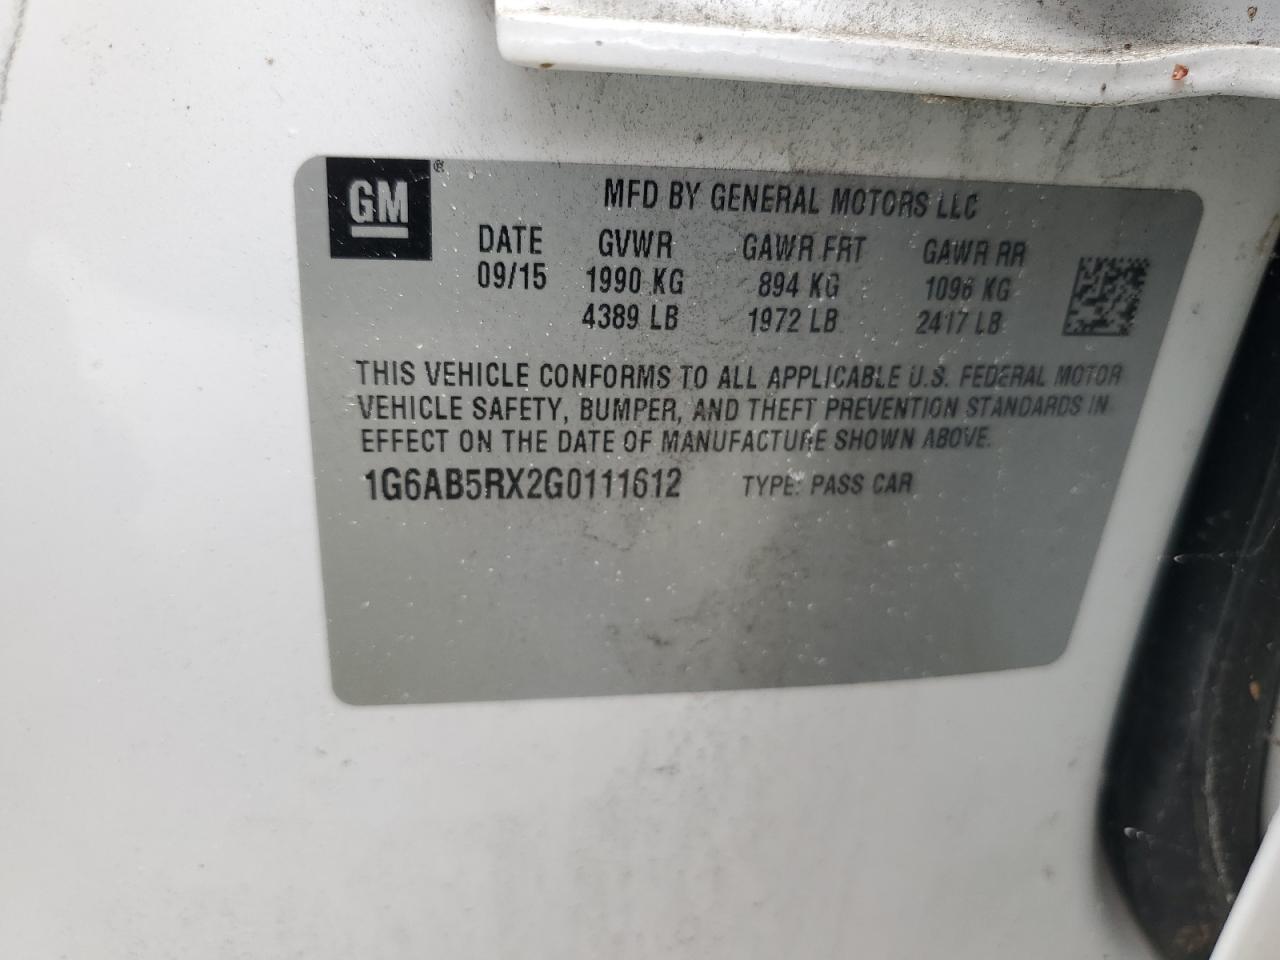 GM ®
MFD BY GENERAL MOTORS LLC
DATE GVWR GAWR FRT GAWR RR
09/15 1990 KG 894 KG 1096 KG
4389 LB 1972 LB 2417 LB
THIS VEHICLE CONFORMS TO ALL APPLICABLE U.S. FEDERAL MOTOR
VEHICLE SAFETY, BUMPER, AND THEFT PREVENTION STANDARDS IN
EFFECT ON THE DATE OF MANUFACTURE SHOWN ABOVE.
1G6AB5RX2G0111612 TYPE: PASS CAR